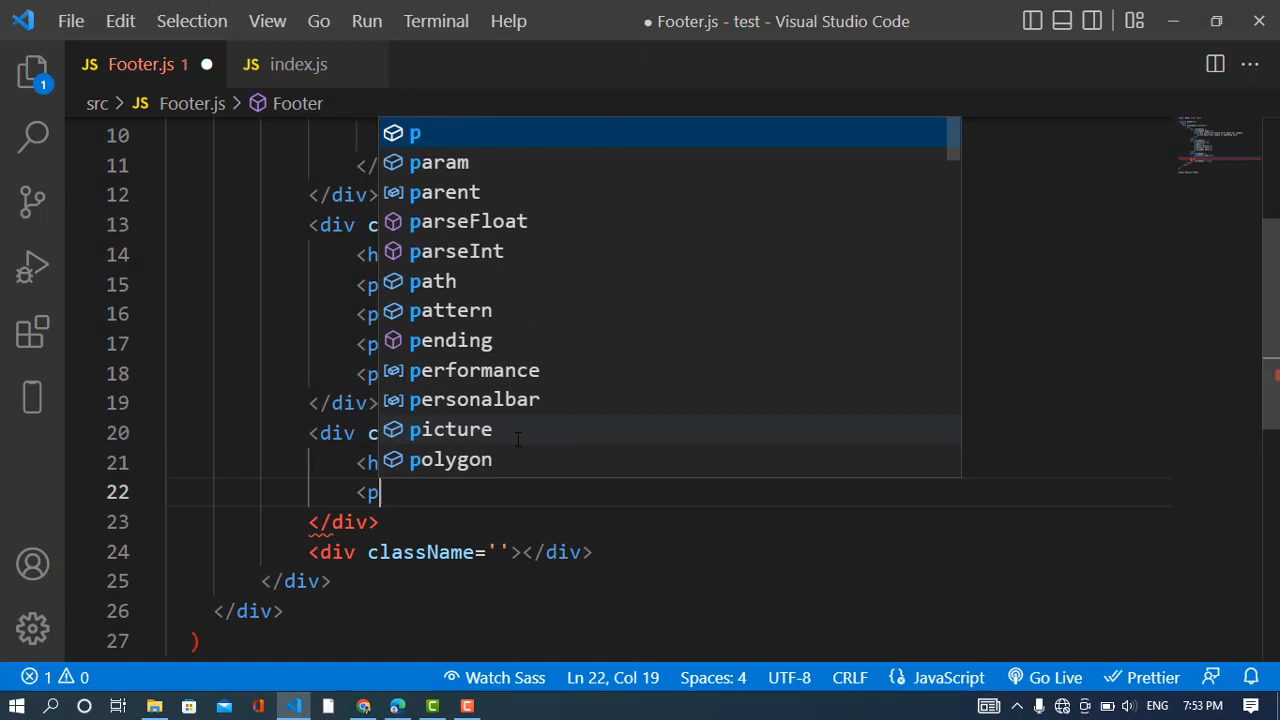 File Edit Selection View Go Run Terminal Help
● Footer.js - test - Visual Studio Code
JS Footer.js 1 ●
JS index.js
src > JS Footer.js > Footer
10
11 </
12 </div>
13 <div c
14 <h
15 <p
16 <p
17 <p
18 <p
19 </div>
20 <div c
21 <h
22 <p
23 </div>
24 <div className=''></div>
25 </div>
26 </div>
27 )
p
param
parent
parseFloat
parseInt
path
pattern
pending
performance
personalbar
picture
polygon
1
1 0
Watch Sass
Ln 22, Col 19
Spaces: 4
UTF-8
CRLF
JavaScript
Go Live
Prettier
7:53 PM